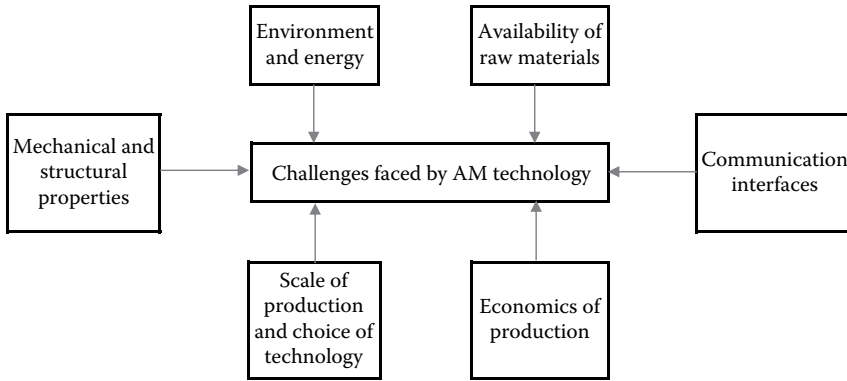 Environment
and energy
Availability of
raw materials
Mechanical and
structural
properties
Challenges faced by AM technology
Communication
interfaces
Scale of
production
and choice of
technology
Economics of
production